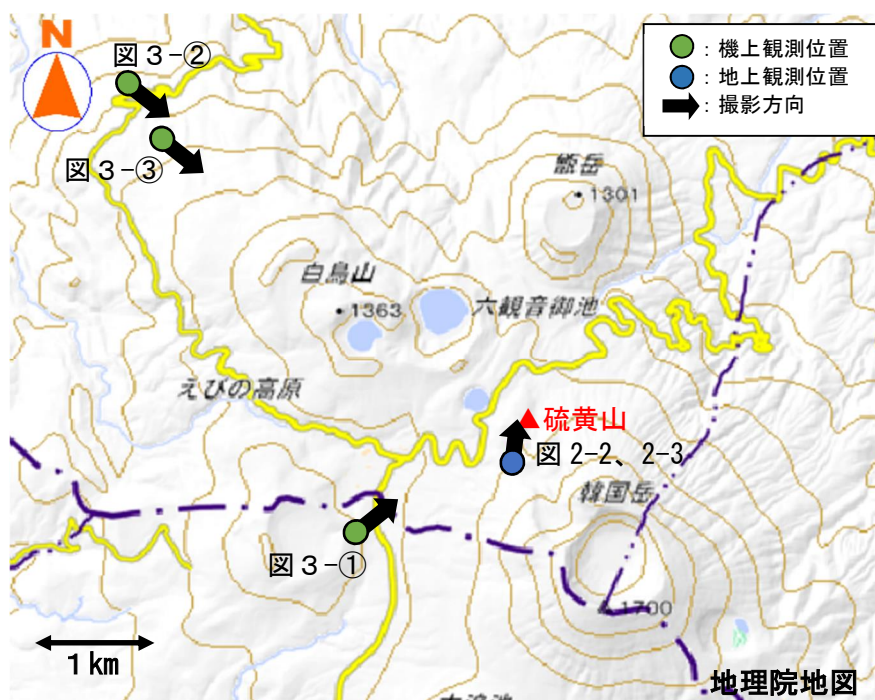 N
図3-②
図3-③
：機上観測位置
：地上観測位置
：撮影方向
甑岳
1301
白鳥山
1363
六観音御池
えびの高原
硫黄山
図 2-2、2-3
韓国岳
図3-①
1700
1km
地理院地図